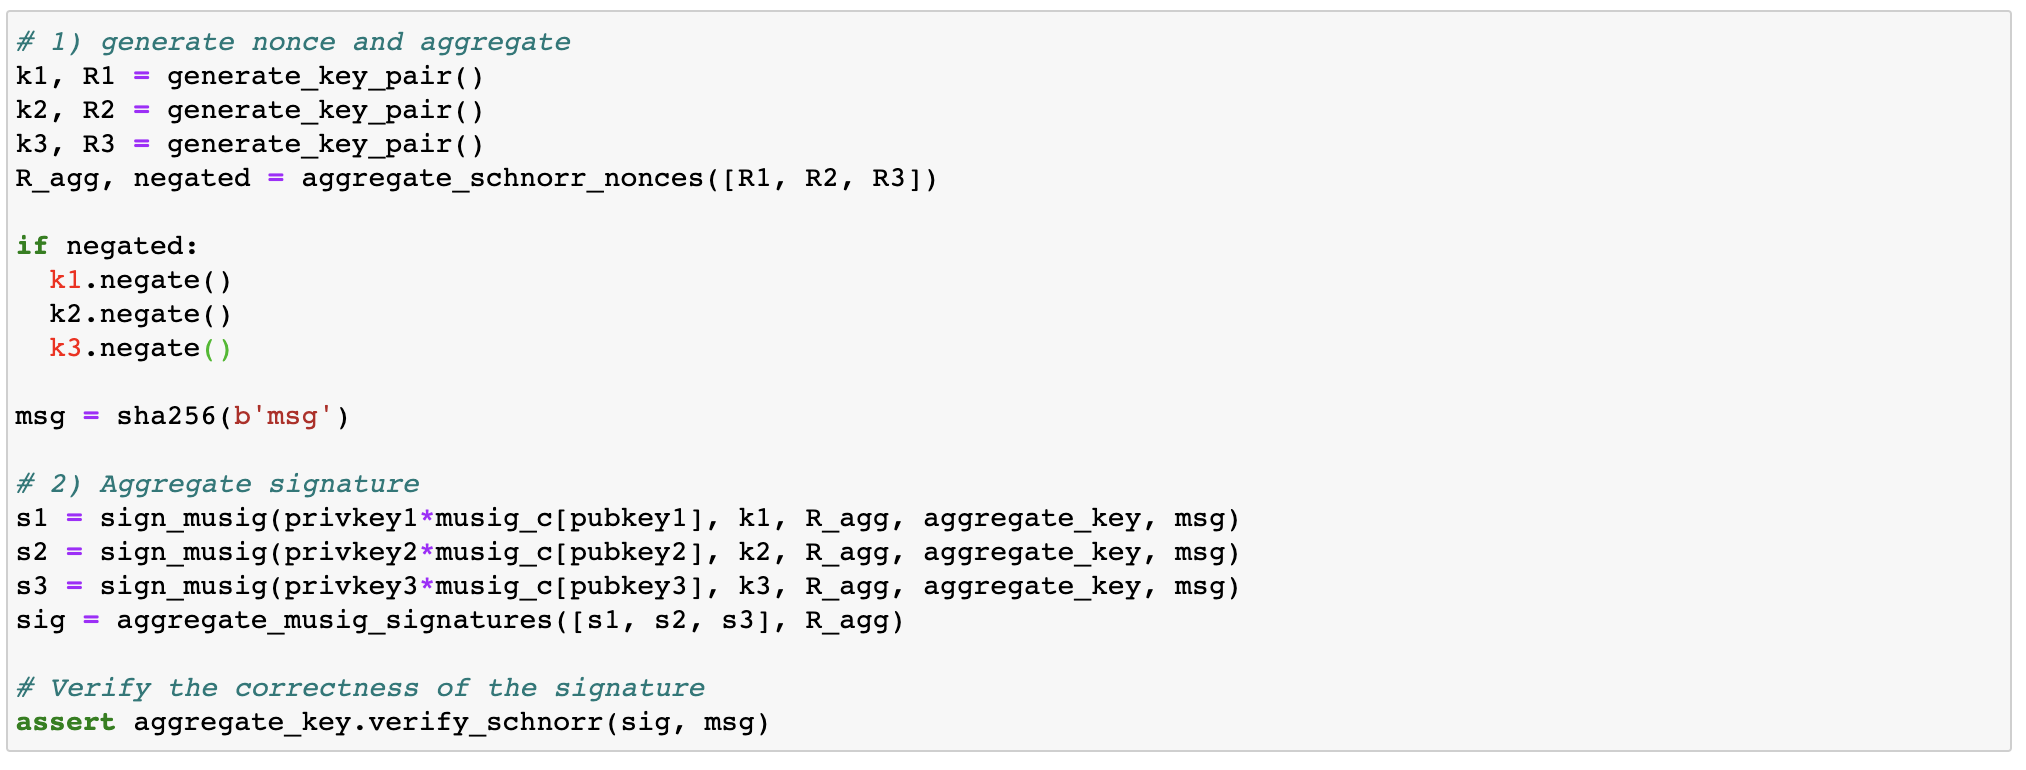 # 1) generate nonce and aggregate
k1, R1 = generate_key_pair()
k2, R2 = generate_key_pair()
k3, R3 = generate_key_pair()
R_agg, negated = aggregate_schnorr_nonces([R1, R2, R3])
if negated:
  k1.negate()
  k2.negate()
  k3.negate()
msg = sha256(b'msg')
# 2) Aggregate signature
s1 = sign_musig(privkey1*musig_c[pubkey1], k1, R_agg, aggregate_key, msg)
s2 = sign_musig(privkey2*musig_c[pubkey2], k2, R_agg, aggregate_key, msg)
s3 = sign_musig(privkey3*musig_c[pubkey3], k3, R_agg, aggregate_key, msg)
sig = aggregate_musig_signatures([s1, s2, s3], R_agg)
# Verify the correctness of the signature
assert aggregate_key.verify_schnorr(sig, msg)